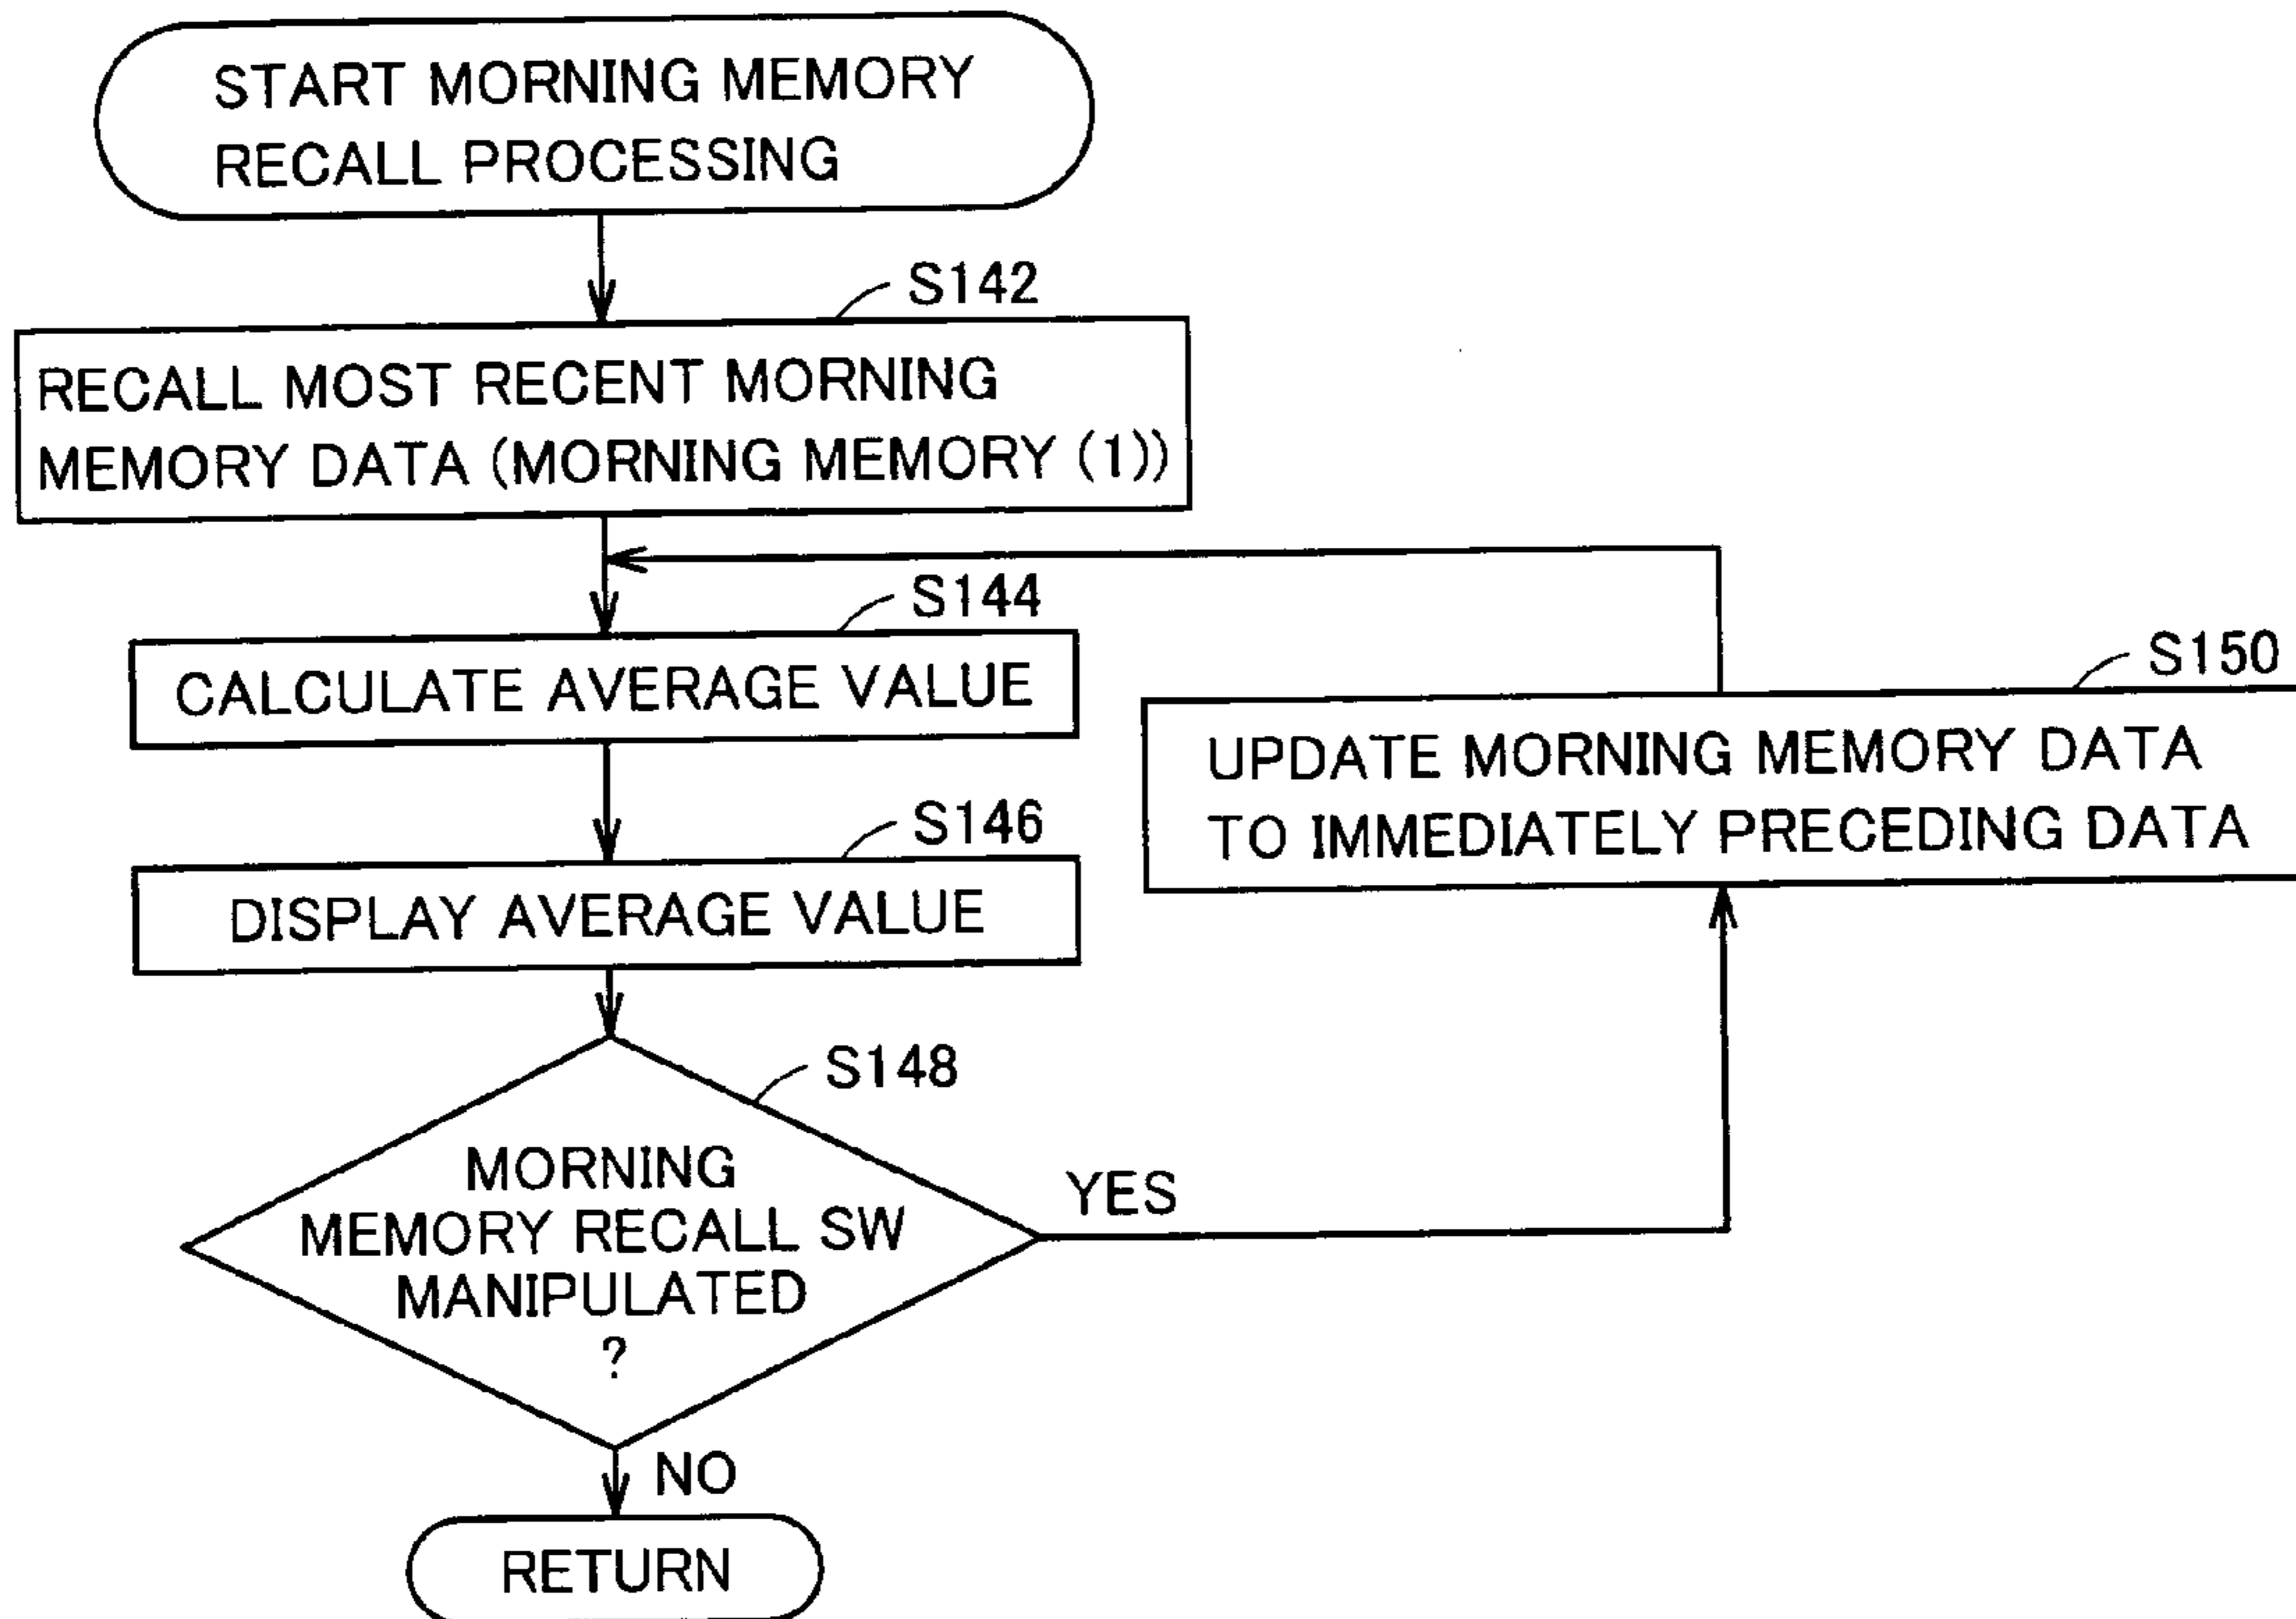 START MORNING MEMORY
RECALL PROCESSING
S142
RECALL MOST RECENT MORNING
MEMORY DATA (MORNING MEMORY (1))
S144
CALCULATE AVERAGE VALUE
S150
UPDATE MORNING MEMORY DATA
TO IMMEDIATELY PRECEDING DATA
S146
DISPLAY AVERAGE VALUE
S148
MORNING
MEMORY RECALL SW
MANIPULATED
?
YES
NO
RETURN